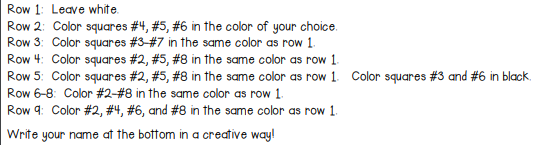 Row 1: Leave white.
Row 2: Color squares #4, #5, #6 in the color of your choice.
Row 3: Color squares #3-#7 in the same color as row 1.
Row 4: Color squares #2, #5, #8 in the same color as row 1.
Row 5: Color squares #2, #5, #8 in the same color as row 1. Color squares #3 and #6 in black.
Row 6-8: Color #2-#8 in the same color as row 1.
Row 9: Color #2, #4, #6, and #8 in the same color as row 1.
Write your name at the bottom in a creative way!